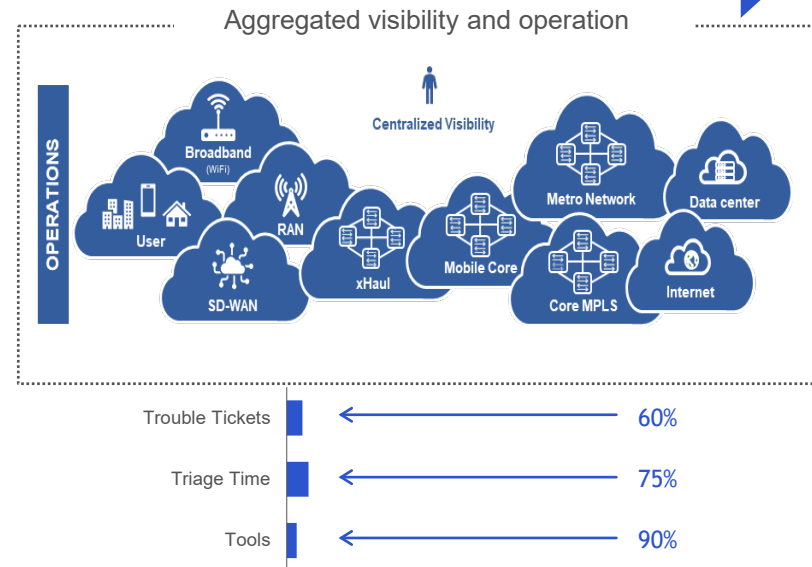 Aggregated visibility and operation
OPERATIONS
Centralized Visibility
Broadband
(WiFi)
User
RAN
SD-WAN
xHaul
Mobile Core
Metro Network
Core MPLS
Data center
Internet
Trouble Tickets 60%
Triage Time 75%
Tools 90%